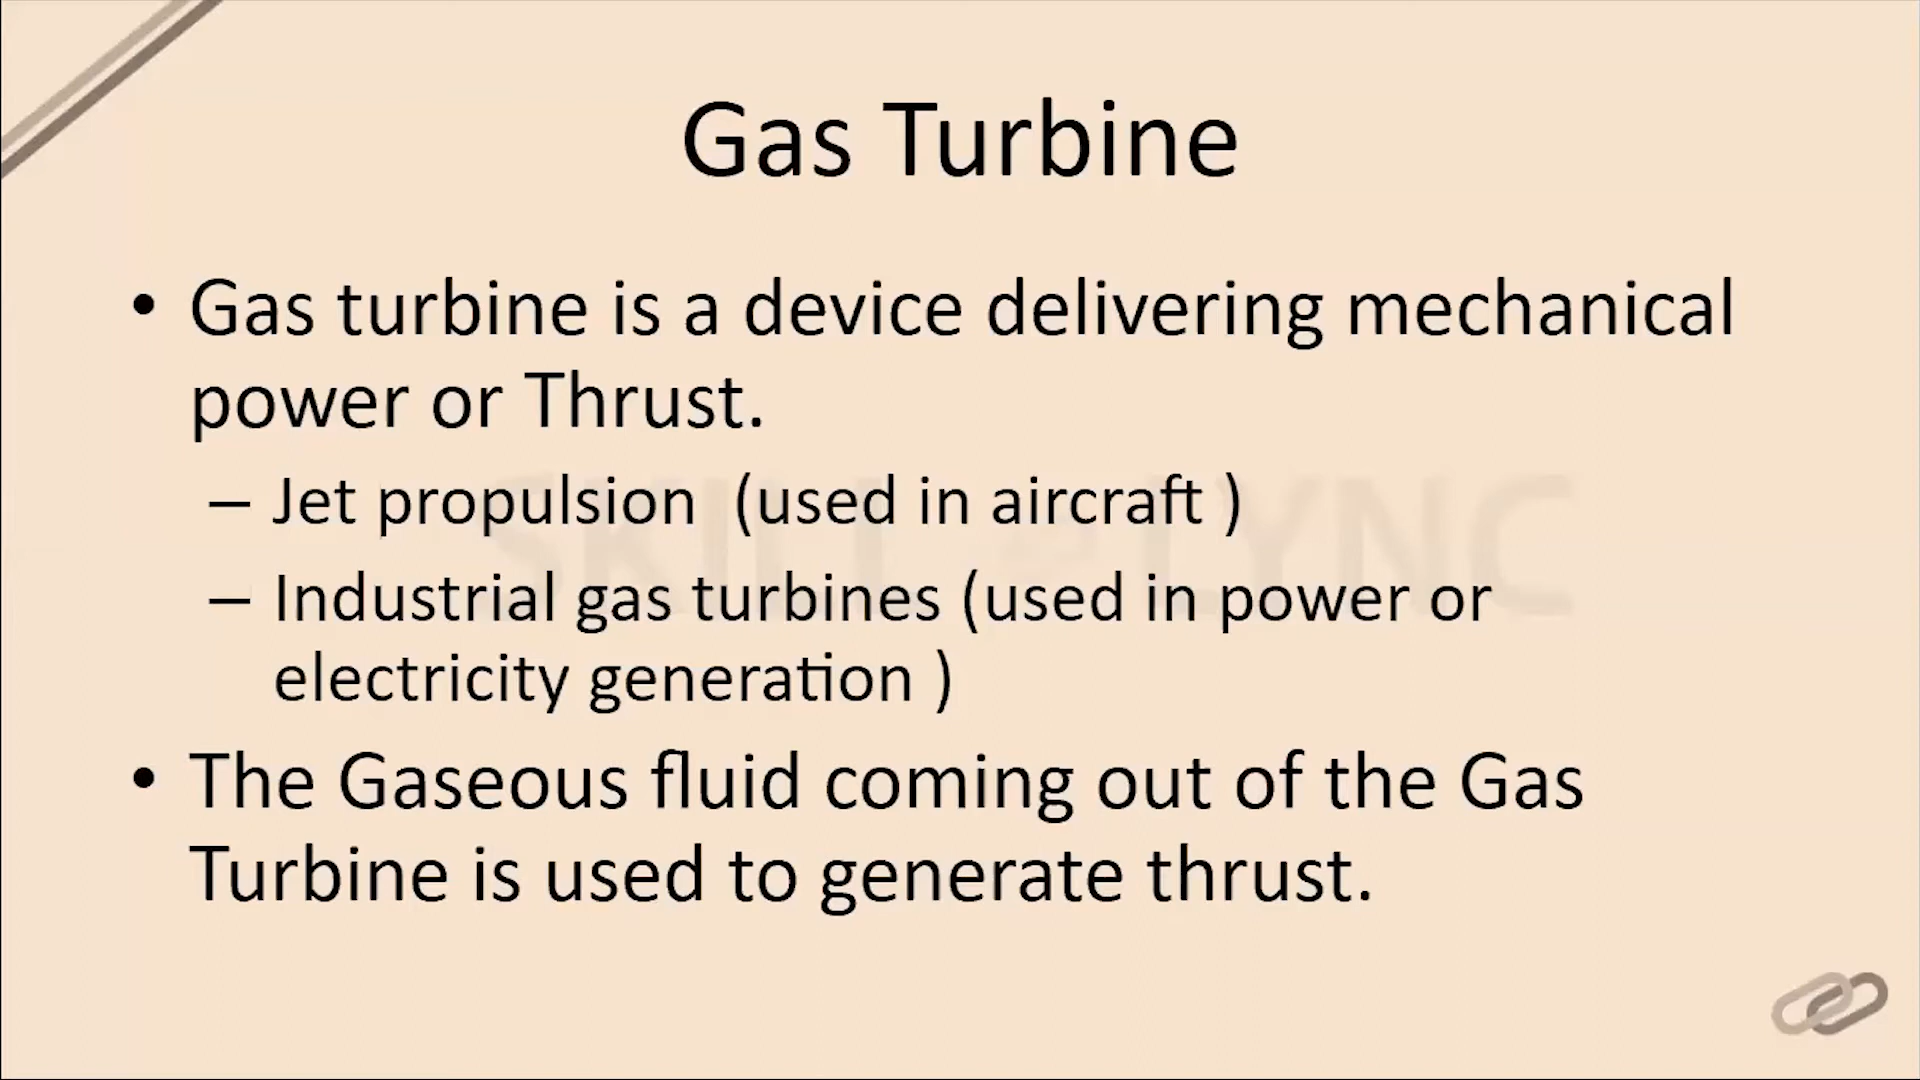 Gas Turbine
• Gas turbine is a device delivering mechanical
power or Thrust.
– Jet propulsion (used in aircraft )
– Industrial gas turbines (used in power or
electricity generation )
• The Gaseous fluid coming out of the Gas
Turbine is used to generate thrust.
SKILL LYNC